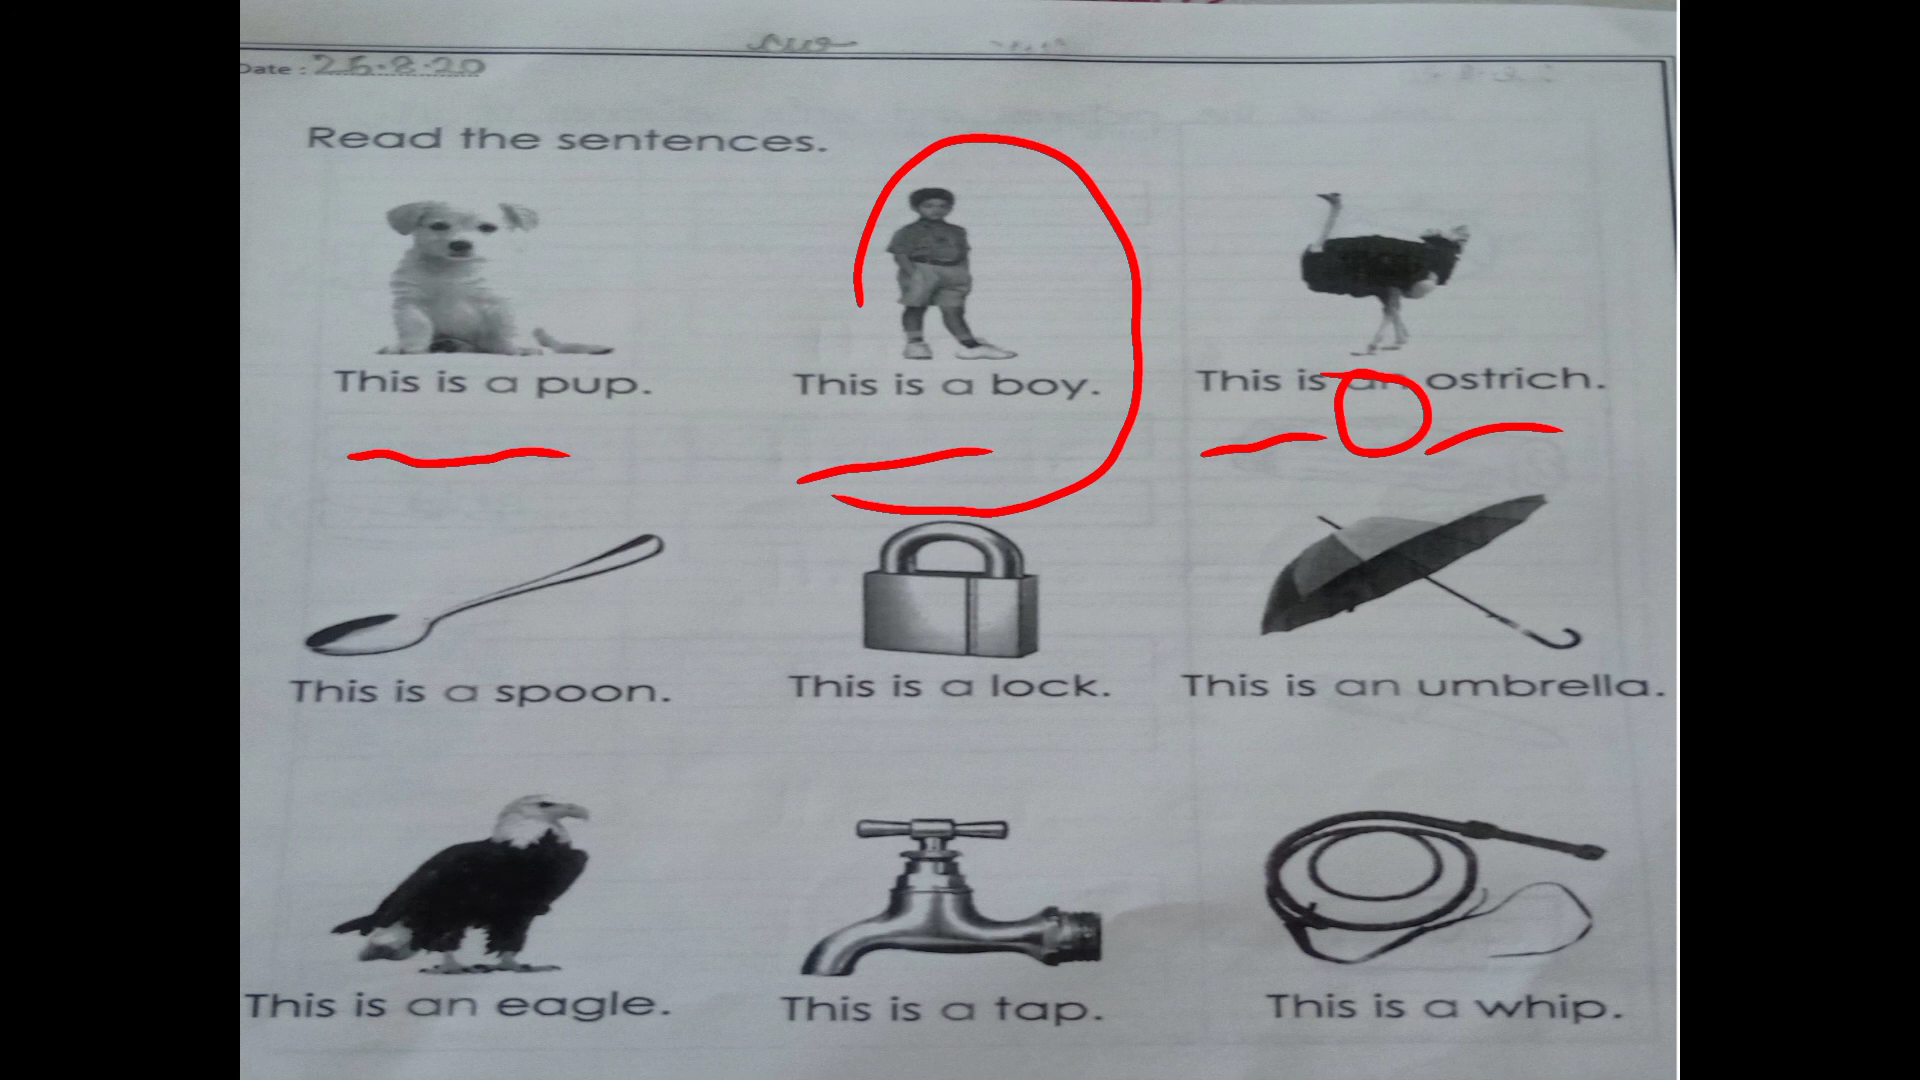 Date : 25.8.20
Read the sentences.
This is a pup. This is a boy. This is an ostrich.
This is a spoon. This is a lock. This is an umbrella.
This is an eagle. This is a tap. This is a whip.